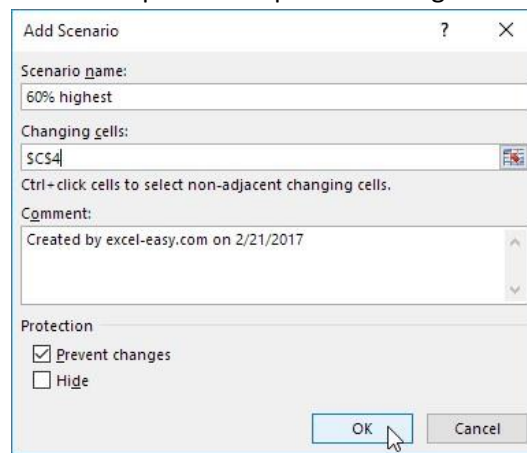 Add Scenario ?
Scenario name:
60% highest
Changing cells:
$C$4
Ctrl+click cells to select non-adjacent changing cells.
Comment:
Created by excel-easy.com on 2/21/2017
Protection
Prevent changes
Hide
OK Cancel